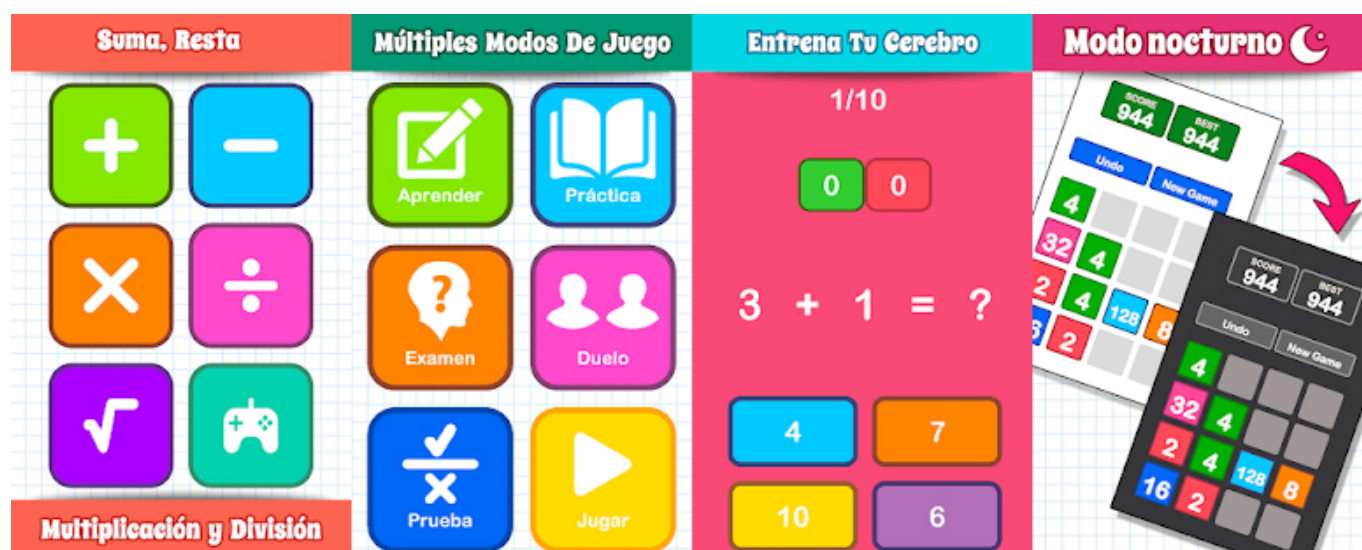 Suma, Resta
+ −
× ÷
√
Multiplicación y División
Múltiples Modos De Juego
Aprender Práctica
?
Examen Duelo
Prueba Jugar
Entrena Tu Cerebro
1/10
0 0
3 + 1 = ?
4 7
10 6
Modo nocturno
SCORE BEST
944 944
Undo New Game
4
32 4
2 4 128 8
2
SCORE BEST
944 944
Undo New Game
4
32 4
2 4 128 8
16 2